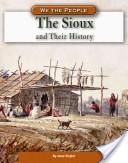 WE THE PEOPLE
The Sioux
and Their History